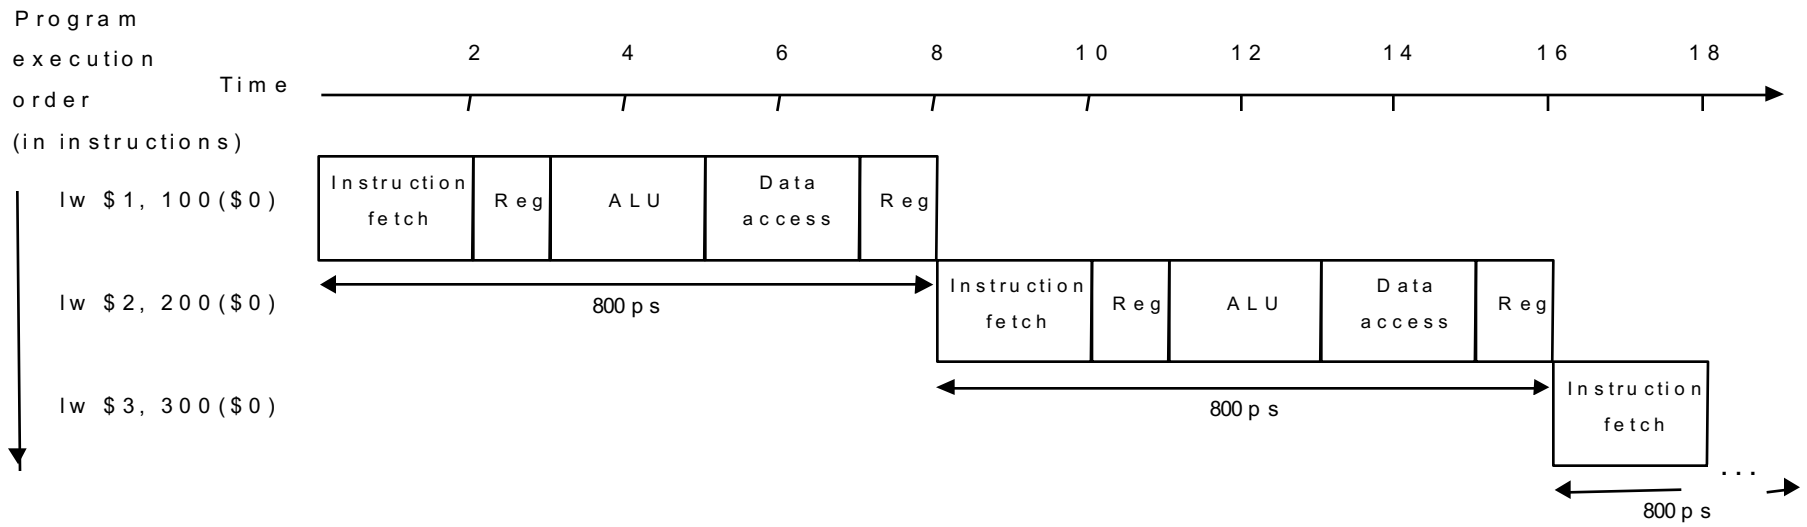 Program
execution
order
(in instructions)
Time
2 4 6 8 10 12 14 16 18
lw $1, 100($0)
Instruction
fetch
Reg
ALU
Data
access
Reg
800 ps
lw $2, 200($0)
Instruction
fetch
Reg
ALU
Data
access
Reg
800 ps
lw $3, 300($0)
Instruction
fetch
...
800 ps